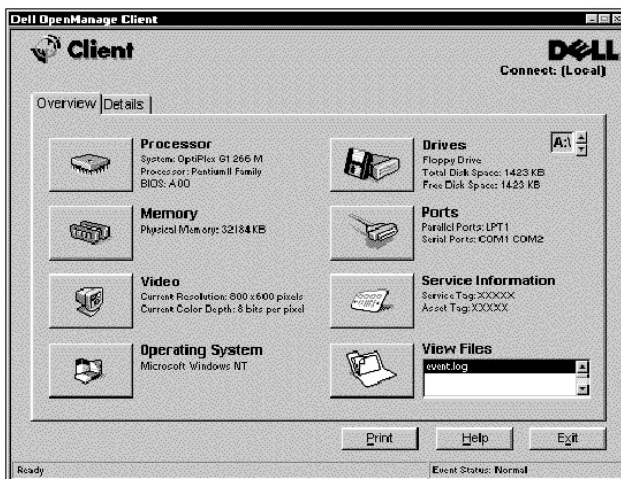 Dell OpenManage Client
Client
DELL
Connect: (Local)
Overview
Details
Processor
System: OptiPlex G1 266 M
Processor: Pentium II Family
BIOS: A00
Drives
A:\
Floppy Drive
Total Disk Space: 1423 KB
Free Disk Space: 1423 KB
Memory
Physical Memory: 32184 KB
Ports
Parallel Ports: LPT1
Serial Ports: COM1 COM2
Video
Current Resolution: 800 x 600 pixels
Current Color Depth: 8 bits per pixel
Service Information
Service Tag: XXXXX
Asset Tag: XXXXX
Operating System
Microsoft Windows NT
View Files
event.log
Print
Help
Exit
Ready
Event Status: Normal